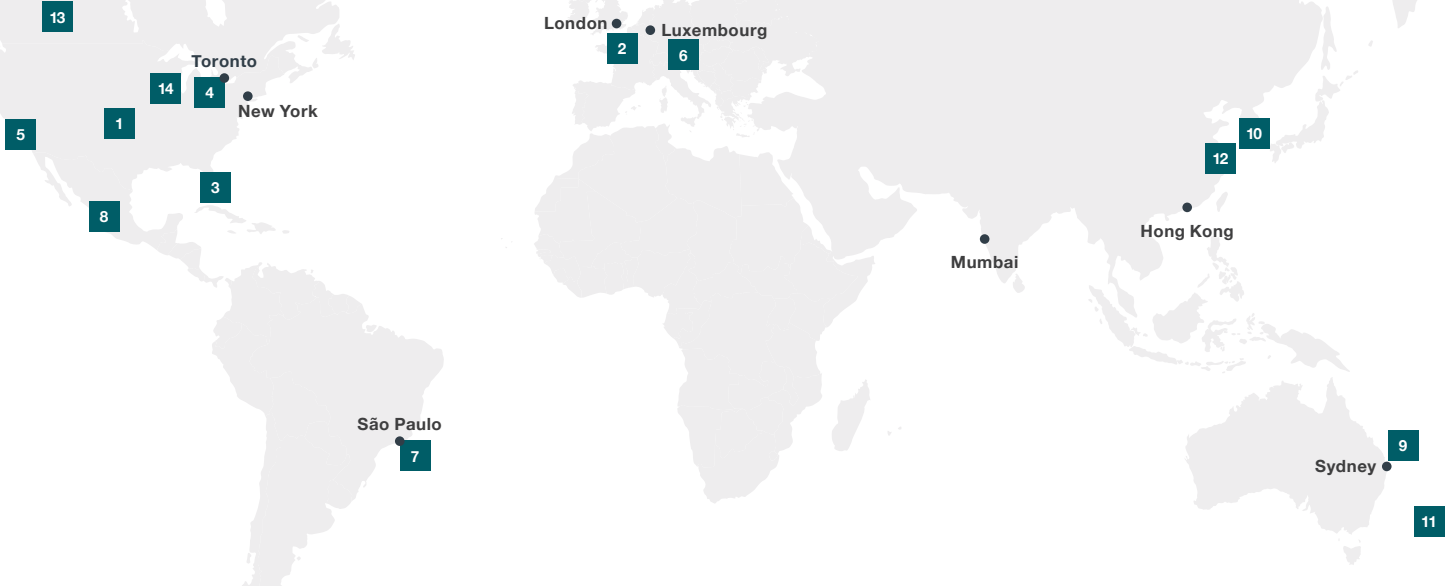 13
London
Luxembourg
2
6
Toronto
14
4
New York
1
5
10
12
3
8
Hong Kong
Mumbai
São Paulo
7
9
Sydney
11